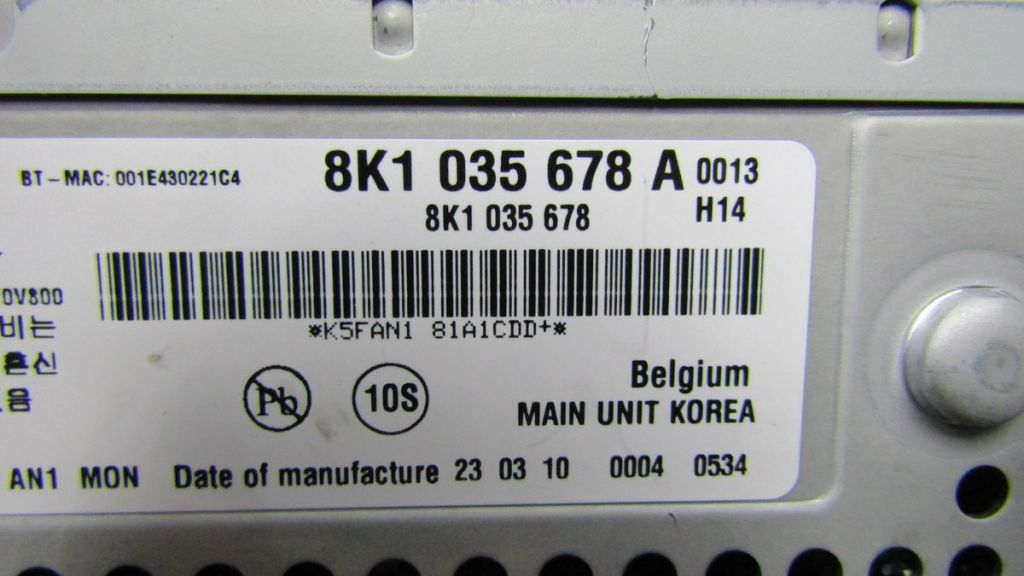 BT-MAC: 001E430221C4
8K1 035 678 A 0013
8K1 035 678 H14
0V800
비는
혼신
음
*K5FAN1 81A1CDD+*
Pb
10S
Belgium
MAIN UNIT KOREA
AN1 MON Date of manufacture 23 03 10 0004 0534